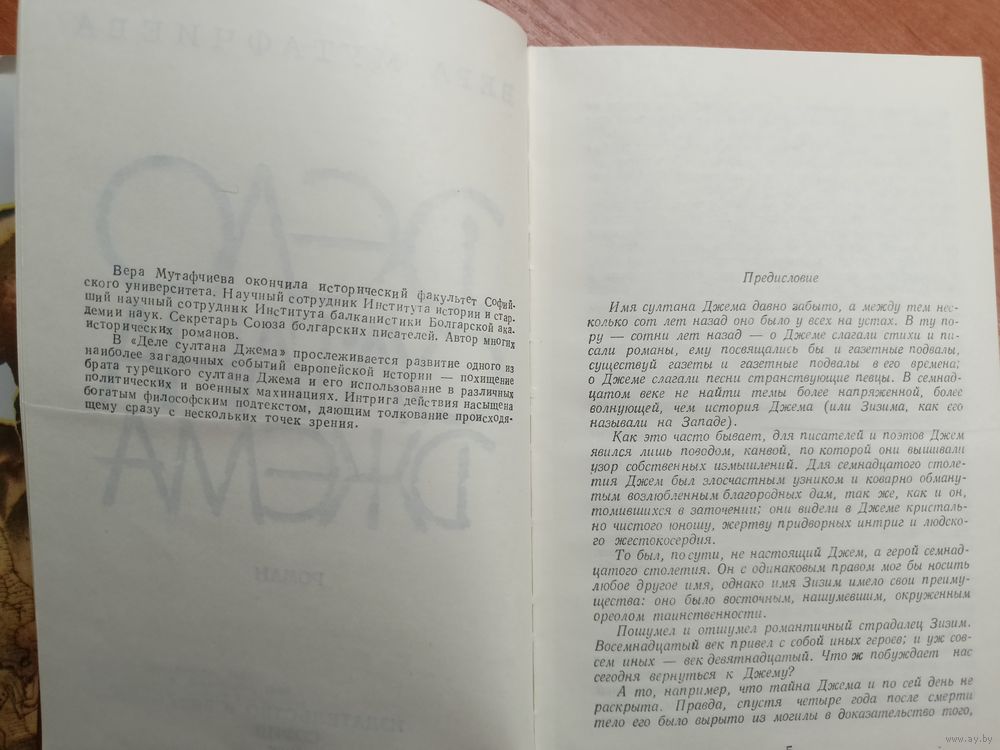 Вера Мутафчиева окончила исторический факультет Софий-
ского университета. Научный сотрудник Института истории и стар-
ший научный сотрудник Института балканистики Болгарской ака-
демии наук. Секретарь Союза болгарских писателей. Автор многих
исторических романов.
В «Деле султана Джема» прослеживается развитие одного из
наиболее загадочных событий европейской истории — похищение
брата турецкого султана Джема и его использование в различных
политических и военных махинациях. Интрига действия насыщена
богатым философским подтекстом, дающим толкование происходя-
щему сразу с нескольких точек зрения.
Предисловие
Имя султана Джема давно забыто, а между тем нес-
колько сот лет назад оно было у всех на устах. В ту по-
ру — сотни лет назад — о Джеме слагали стихи и пи-
сали романы, ему посвящались бы и газетные подвалы,
существуй газеты и газетные подвалы в его времена;
о Джеме слагали песни странствующие певцы. В семнад-
цатом веке не найти темы более напряженной, более
волнующей, чем история Джема (или Зизима, как его
называли на Западе).
Как это часто бывает, для писателей и поэтов Джем
явился лишь поводом, канвой, по которой они вышивали
узор собственных измышлений. Для семнадцатого столе-
тия Джем был злосчастным узником и коварно обману-
тым возлюбленным благородных дам, так же, как и он,
томившихся в заточении; они видели в Джеме кристаль-
но чистого юношу, жертву придворных интриг и людско-
го жестокосердия.
То был, по сути, не настоящий Джем, а герой семнад-
цатого столетия. Он с одинаковым правом мог бы носить
любое другое имя, однако имя Зизим имело свои преиму-
щества: оно было восточным, нашумевшим, окруженным
ореолом таинственности.
Пошумел и отшумел романтичный страдалец Зизим.
Восемнадцатый век привел с собой иных героев; и уж сов-
сем иных — век девятнадцатый. Что ж побуждает нас
сегодня вернуться к Джему?
А то, например, что тайна Джема и по сей день не
раскрыта. Правда, спустя четыре года после смерти
тело его было вырыто из могилы в доказательство того,
5
www.ay.by
ВЕРА МУТАФЧИЕВА
ДЕЛО
ДЖЕМА
РОМАН